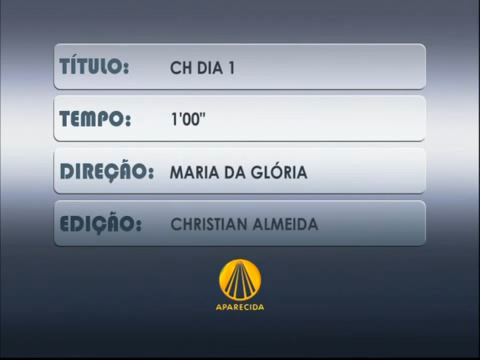 TÍTULO: CH DIA 1
TEMPO: 1'00"
DIREÇÃO: MARIA DA GLÓRIA
EDIÇÃO: CHRISTIAN ALMEIDA
APARECIDA